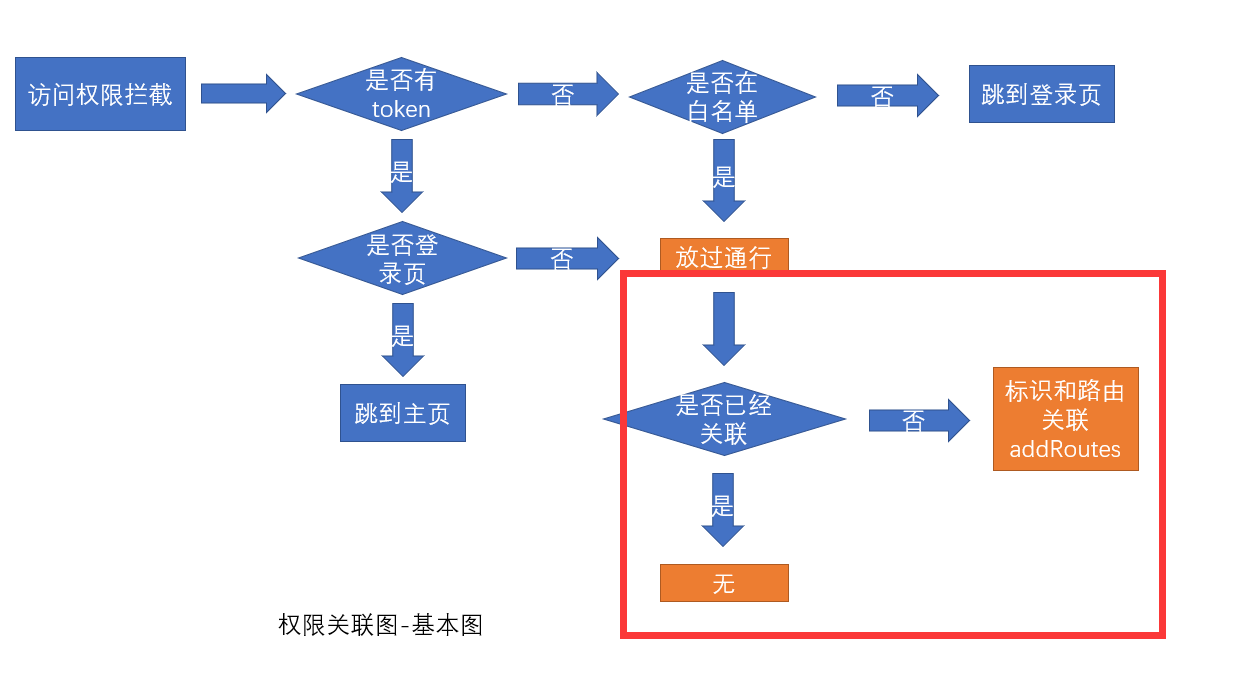 访问权限拦截
是否有
token
否
是否在
白名单
否
跳到登录页
是
是
是否登
录页
否
放过通行
是
跳到主页
是否已经
关联
否
标识和路由
关联
addRoutes
是
无
权限关联图-基本图